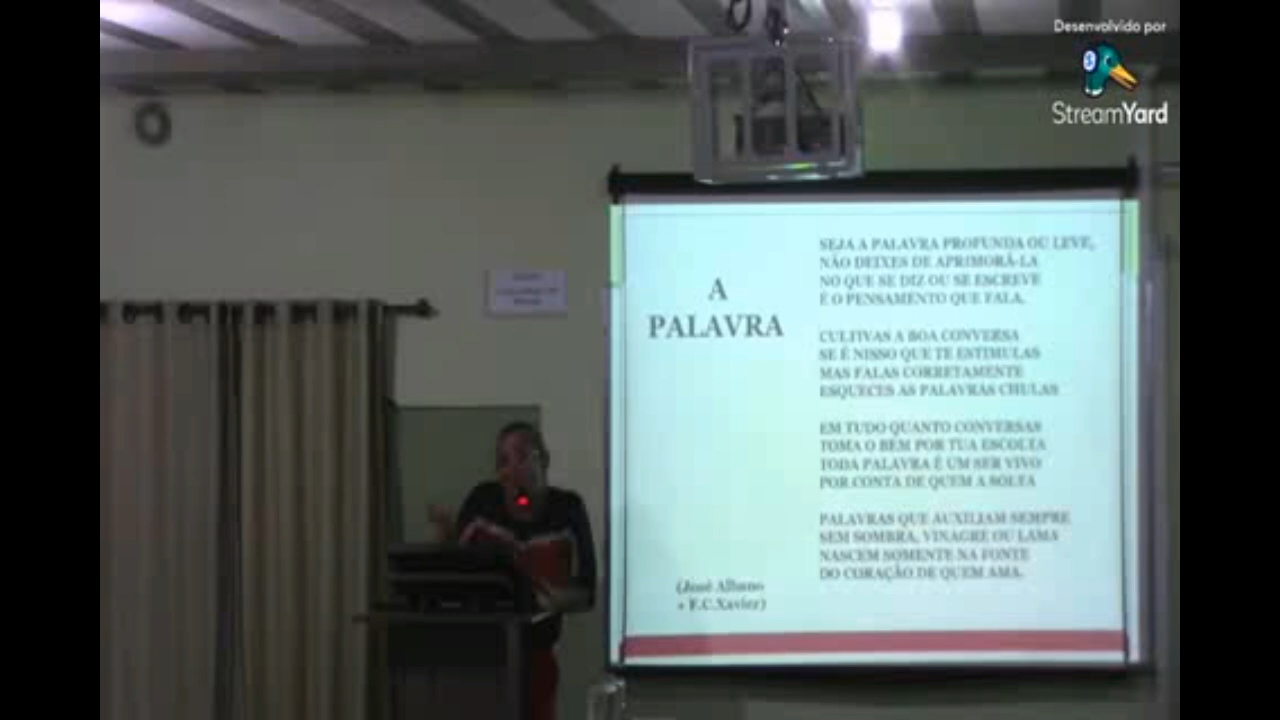 Desenvolvido por
StreamYard
A
PALAVRA
SEJA A PALAVRA PROFUNDA OU LEVE,
NÃO DEIXES DE APRIMORÁ-LA
NO QUE SE DIZ OU SE ESCREVE
É O PENSAMENTO QUE FALA.
CULTIVAS A BOA CONVERSA
SE É NISSO QUE TE ESTIMULAS
MAS FALAS CORRETAMENTE
ESQUECES AS PALAVRAS CHULAS
EM TUDO QUANTO CONVERSAS
TOMA O BEM POR TUA ESCOLTA
TODA PALAVRA É UM SER VIVO
POR CONTA DE QUEM A SOLTA
PALAVRAS QUE AUXILIAM SEMPRE
SEM SOMBRA, VINAGRE OU LAMA
NASCEM SOMENTE NA FONTE
DO CORAÇÃO DE QUEM AMA.
(José Albano
+ F.C.Xavier)